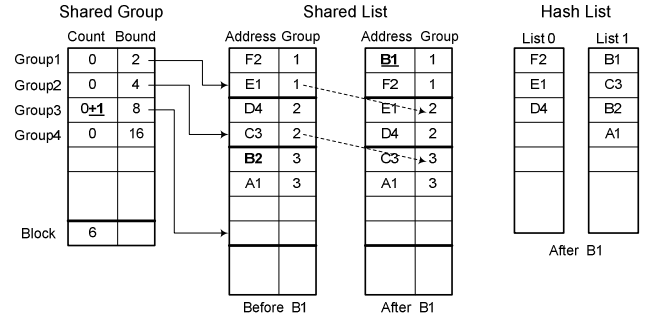 Shared Group Shared List Hash List
Count Bound Address Group Address Group List 0 List 1
Group1 0 2 F2 1 B1 1 F2 B1
Group2 0 4 E1 1 F2 1 E1 C3
Group3 0+1 8 D4 2 E1 2 D4 B2
Group4 0 16 C3 2 D4 2 A1
B2 3 C3 3
A1 3 A1 3
Block 6
After B1
Before B1 After B1